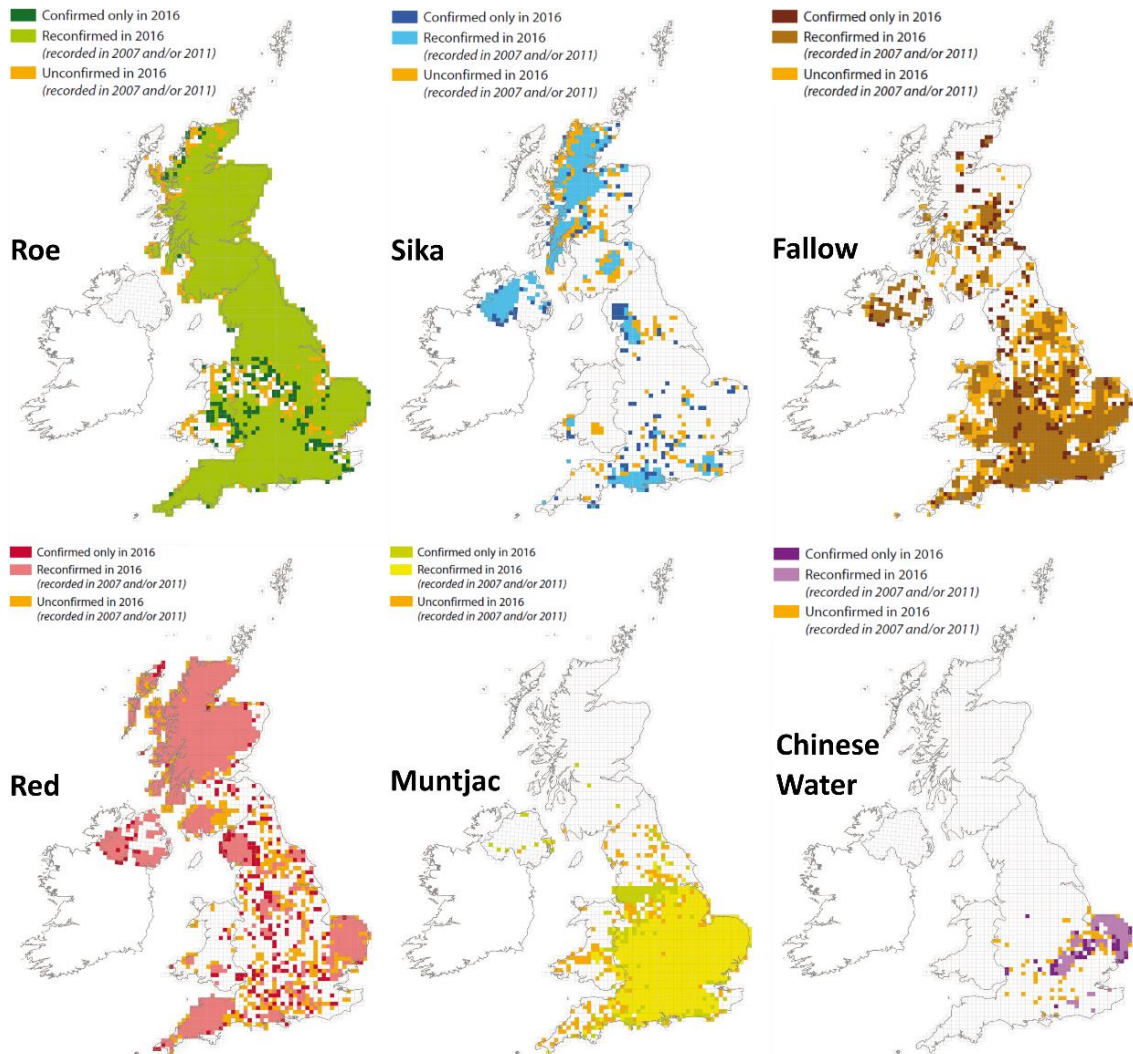 Confirmed only in 2016
Reconfirmed in 2016
(recorded in 2007 and/or 2011)
Unconfirmed in 2016
(recorded in 2007 and/or 2011)
Roe
Confirmed only in 2016
Reconfirmed in 2016
(recorded in 2007 and/or 2011)
Unconfirmed in 2016
(recorded in 2007 and/or 2011)
Sika
Confirmed only in 2016
Reconfirmed in 2016
(recorded in 2007 and/or 2011)
Unconfirmed in 2016
(recorded in 2007 and/or 2011)
Fallow
Confirmed only in 2016
Reconfirmed in 2016
(recorded in 2007 and/or 2011)
Unconfirmed in 2016
(recorded in 2007 and/or 2011)
Red
Confirmed only in 2016
Reconfirmed in 2016
(recorded in 2007 and/or 2011)
Unconfirmed in 2016
(recorded in 2007 and/or 2011)
Muntjac
Confirmed only in 2016
Reconfirmed in 2016
(recorded in 2007 and/or 2011)
Unconfirmed in 2016
(recorded in 2007 and/or 2011)
Chinese
Water